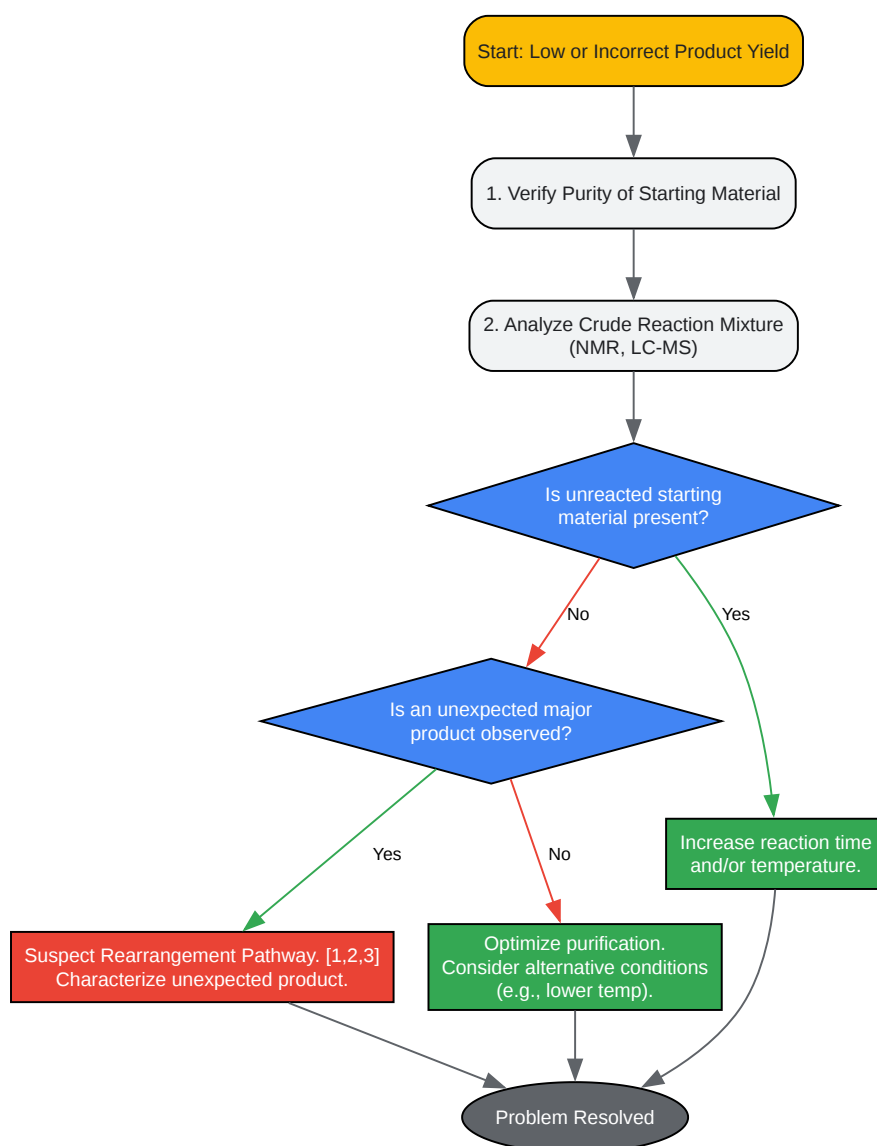 Start: Low or Incorrect Product Yield
1. Verify Purity of Starting Material
2. Analyze Crude Reaction Mixture
(NMR, LC-MS)
Is unreacted starting
material present?
No
Yes
Is an unexpected major
product observed?
Yes
No
Increase reaction time
and/or temperature.
Suspect Rearrangement Pathway. [1,2,3]
Characterize unexpected product.
Optimize purification.
Consider alternative conditions
(e.g., lower temp).
Problem Resolved